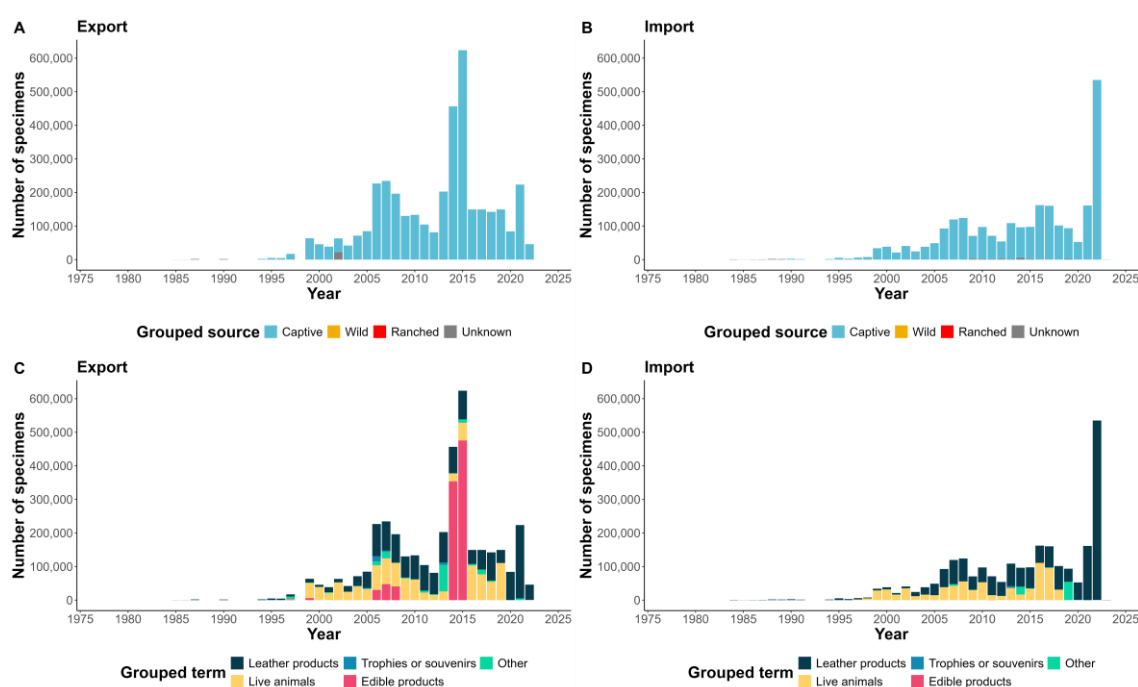 A Export
Number of specimens
600,000
500,000
400,000
300,000
200,000
100,000
0
1975 1980 1985 1990 1995 2000 2005 2010 2015 2020 2025
Year
Grouped source Captive Wild Ranched Unknown
B Import
Number of specimens
600,000
500,000
400,000
300,000
200,000
100,000
0
1975 1980 1985 1990 1995 2000 2005 2010 2015 2020 2025
Year
Grouped source Captive Wild Ranched Unknown
C Export
Number of specimens
600,000
500,000
400,000
300,000
200,000
100,000
0
1975 1980 1985 1990 1995 2000 2005 2010 2015 2020 2025
Year
Grouped term
Leather products Trophies or souvenirs Other
Live animals Edible products
D Import
Number of specimens
600,000
500,000
400,000
300,000
200,000
100,000
0
1975 1980 1985 1990 1995 2000 2005 2010 2015 2020 2025
Year
Grouped term
Leather products Trophies or souvenirs Other
Live animals Edible products